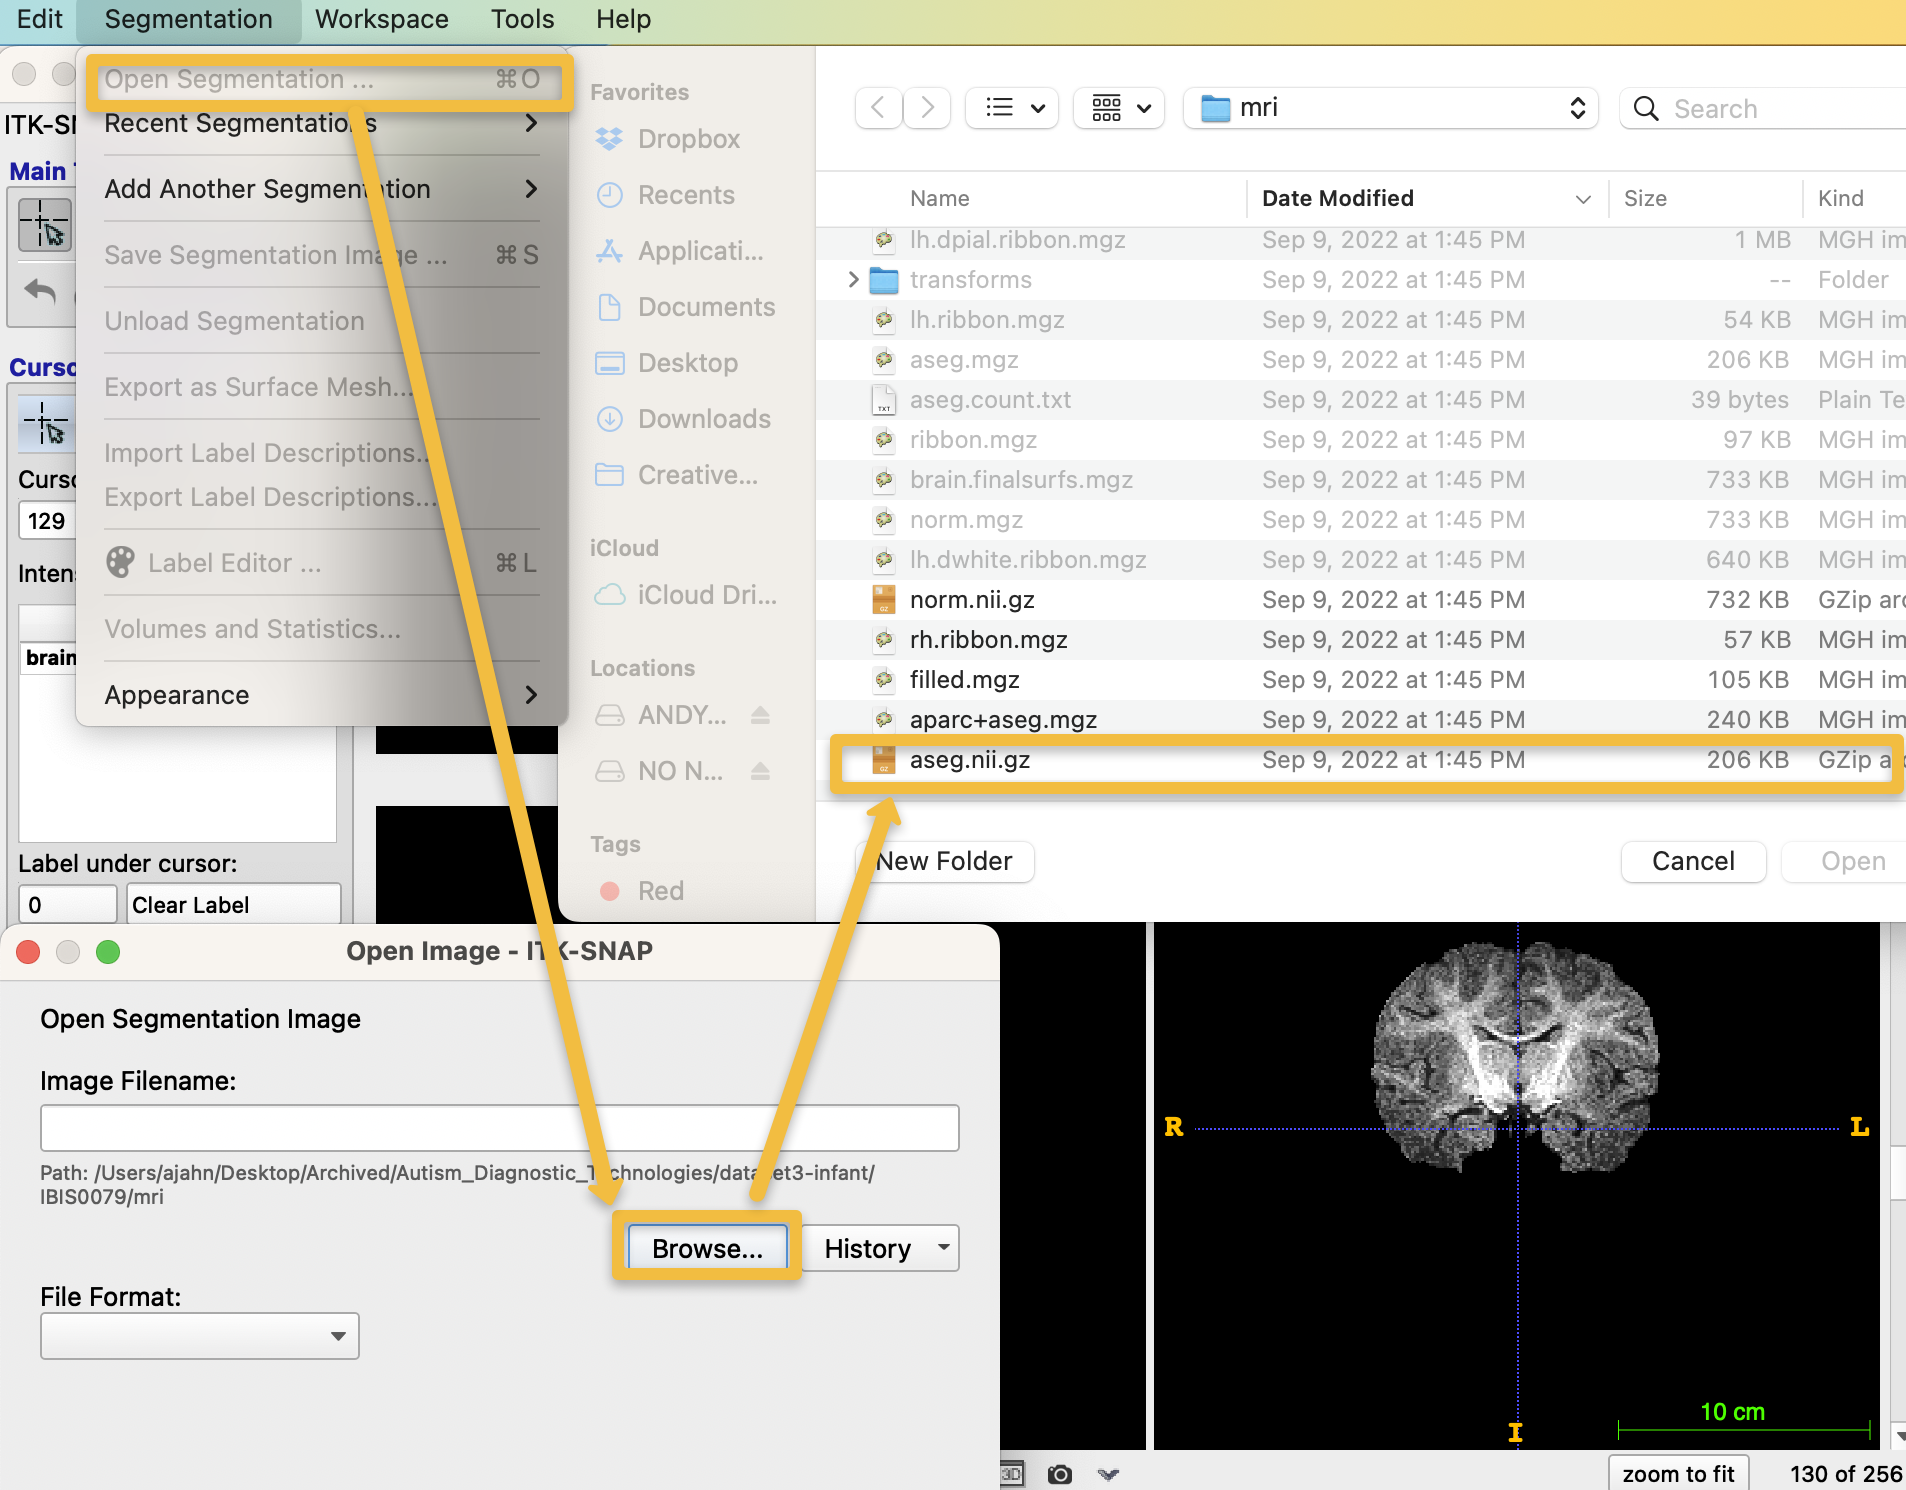 Edit Segmentation Workspace Tools Help
Open Segmentation ... ⌘O
Recent Segmentations
Add Another Segmentation
Save Segmentation Image ... ⌘S
Unload Segmentation
Export as Surface Mesh...
Import Label Descriptions...
Export Label Descriptions...
Label Editor ... ⌘L
Volumes and Statistics...
Appearance
ITK-SN
Main
Curso
Curso
129
Inten
brain
Label under cursor:
0 Clear Label
Favorites
Dropbox
Recents
Applicati...
Documents
Desktop
Downloads
Creative...
iCloud
iCloud Dri...
Locations
ANDY...
NO N...
Tags
Red
mri
Search
Name Date Modified Size Kind
lh.dpial.ribbon.mgz Sep 9, 2022 at 1:45 PM 1 MB MGH im
transforms Sep 9, 2022 at 1:45 PM -- Folder
lh.ribbon.mgz Sep 9, 2022 at 1:45 PM 54 KB MGH im
aseg.mgz Sep 9, 2022 at 1:45 PM 206 KB MGH im
TXT aseg.count.txt Sep 9, 2022 at 1:45 PM 39 bytes Plain Te
ribbon.mgz Sep 9, 2022 at 1:45 PM 97 KB MGH im
brain.finalsurfs.mgz Sep 9, 2022 at 1:45 PM 733 KB MGH im
norm.mgz Sep 9, 2022 at 1:45 PM 733 KB MGH im
lh.dwhite.ribbon.mgz Sep 9, 2022 at 1:45 PM 640 KB MGH im
GZ norm.nii.gz Sep 9, 2022 at 1:45 PM 732 KB GZip arc
rh.ribbon.mgz Sep 9, 2022 at 1:45 PM 57 KB MGH im
filled.mgz Sep 9, 2022 at 1:45 PM 105 KB MGH im
aparc+aseg.mgz Sep 9, 2022 at 1:45 PM 240 KB MGH im
GZ aseg.nii.gz Sep 9, 2022 at 1:45 PM 206 KB GZip a
New Folder Cancel Open
Open Image - ITK-SNAP
Open Segmentation Image
Image Filename:
Path: /Users/ajahn/Desktop/Archived/Autism_Diagnostic_Technologies/dataset3-infant/
IBIS0079/mri
Browse... History
File Format:
R L
I
10 cm
3D
zoom to fit 130 of 256